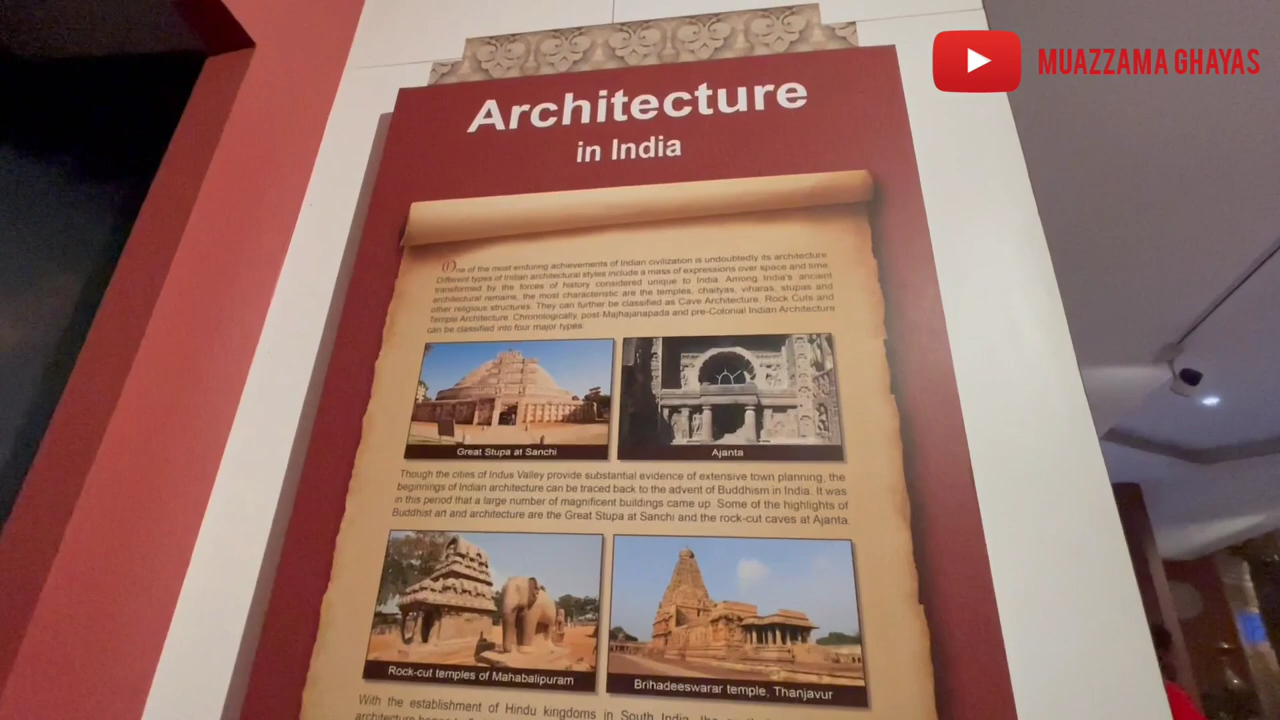 MUAZZAMA GHAYAS
Architecture
in India
One of the most enduring achievements of Indian civilization is undoubtedly its architecture.
Different types of Indian architectural styles include a mass of expressions over space and time,
transformed by the forces of history considered unique to India. Among India's ancient
architectural remains, the most characteristic are the temples, chaityas, viharas, stupas and
other religious structures. They can further be classified as Cave Architecture, Rock Cuts and
Temple Architecture. Chronologically, post-Majhajanapada and pre-Colonial Indian Architecture
can be classified into four major types:
Great Stupa at Sanchi
Ajanta
Though the cities of Indus Valley provide substantial evidence of extensive town planning, the
beginnings of Indian architecture can be traced back to the advent of Buddhism in India. It was
in this period that a large number of magnificent buildings came up. Some of the highlights of
Buddhist art and architecture are the Great Stupa at Sanchi and the rock-cut caves at Ajanta.
Rock-cut temples of Mahabalipuram
Brihadeeswarar temple, Thanjavur
With the establishment of Hindu kingdoms in South India, the
architecture